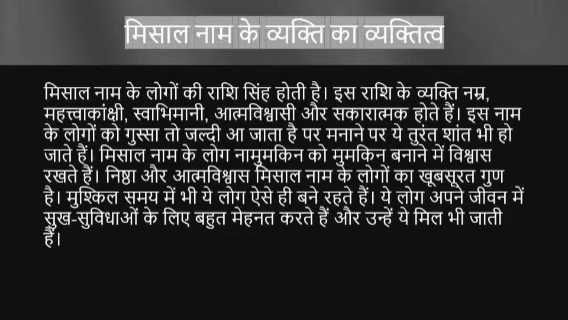 मिसाल नाम के व्यक्ति का व्यक्तित्व
मिसाल नाम के लोगों की राशि सिंह होती है। इस राशि के व्यक्ति नम्र,
महत्त्वाकांक्षी, स्वाभिमानी, आत्मविश्वासी और सकारात्मक होते हैं। इस नाम
के लोगों को गुस्सा तो जल्दी आ जाता है पर मनाने पर ये तुरंत शांत भी हो
जाते हैं। मिसाल नाम के लोग नामुमकिन को मुमकिन बनाने में विश्वास
रखते हैं। निष्ठा और आत्मविश्वास मिसाल नाम के लोगों का खूबसूरत गुण
है। मुश्किल समय में भी ये लोग ऐसे ही बने रहते हैं। ये लोग अपने जीवन में
सुख-सुविधाओं के लिए बहुत मेहनत करते हैं और उन्हें ये मिल भी जाती
हैं।